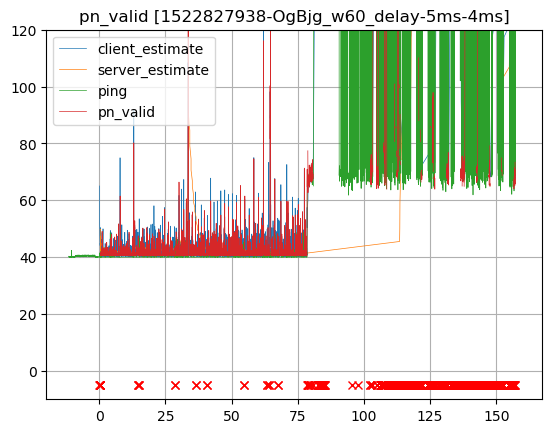 pn_valid [1522827938-OgBjg_w60_delay-5ms-4ms]
client_estimate
server_estimate
ping
pn_valid
120
100
80
60
40
20
0
0
25
50
75
100
125
150